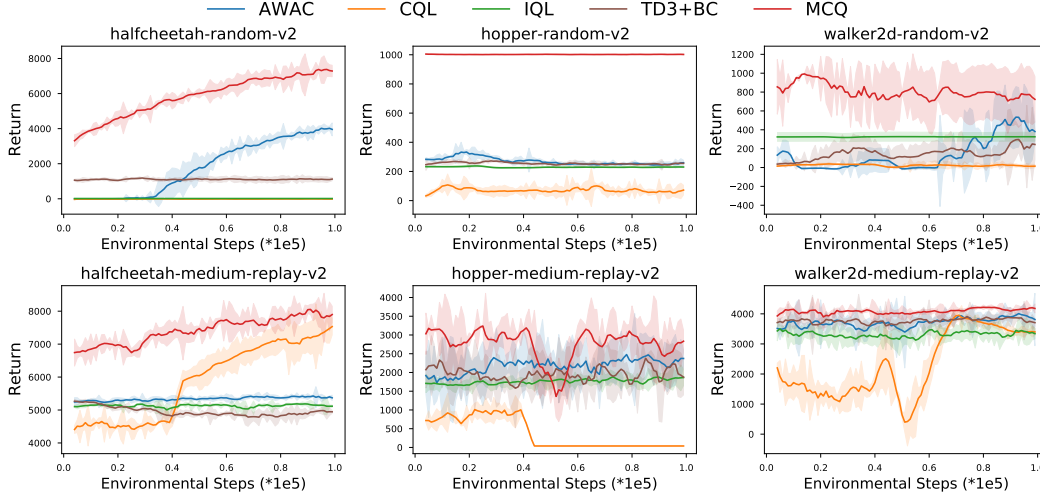 AWAC CQL IQL TD3+BC MCQ
halfcheetah-random-v2
8000
6000
4000
2000
0
Return
0.0 0.2 0.4 0.6 0.8 1.0
Environmental Steps (*1e5)
hopper-random-v2
1000
800
600
400
200
0
Return
0.0 0.2 0.4 0.6 0.8 1.0
Environmental Steps (*1e5)
walker2d-random-v2
1200
1000
800
600
400
200
0
−200
−400
Return
0.0 0.2 0.4 0.6 0.8 1.0
Environmental Steps (*1e5)
halfcheetah-medium-replay-v2
8000
7000
6000
5000
4000
Return
0.0 0.2 0.4 0.6 0.8 1.0
Environmental Steps (*1e5)
hopper-medium-replay-v2
4000
3500
3000
2500
2000
1500
1000
500
0
Return
0.0 0.2 0.4 0.6 0.8 1.0
Environmental Steps (*1e5)
walker2d-medium-replay-v2
4000
3000
2000
1000
0
Return
0.0 0.2 0.4 0.6 0.8 1.0
Environmental Steps (*1e5)